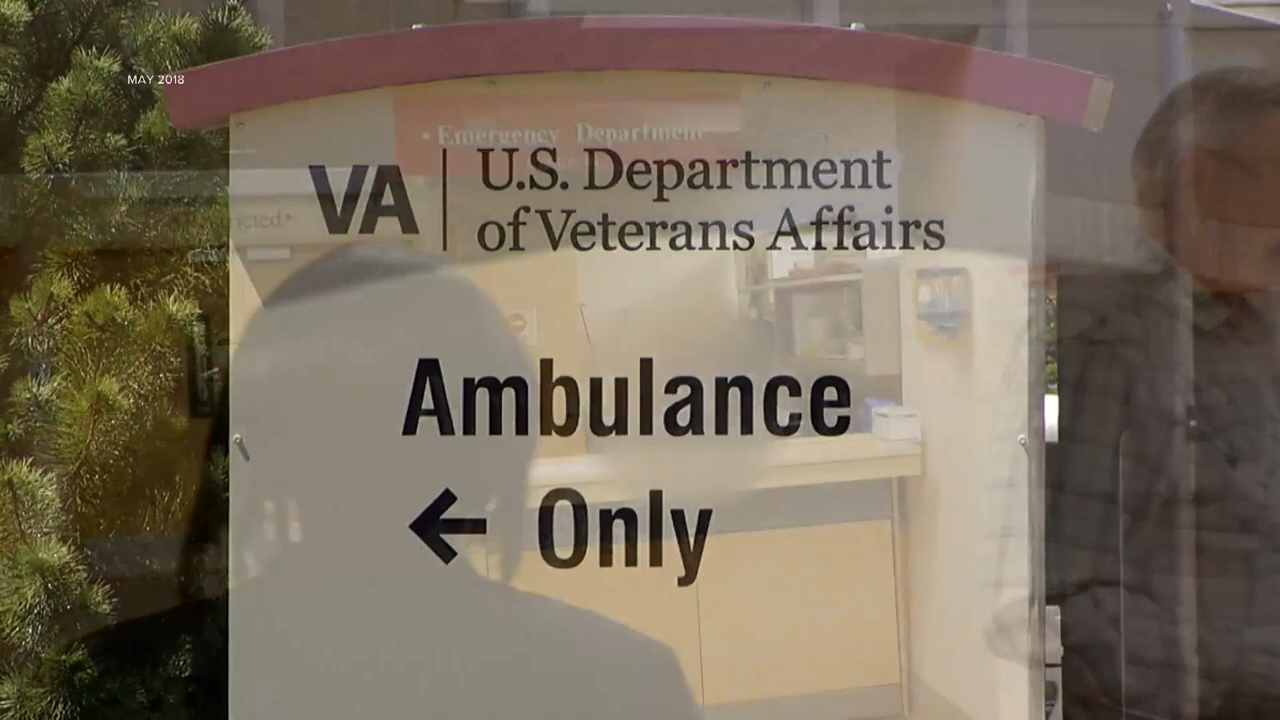 MAY 2018
• Emergency Department
VA
U.S. Department
of Veterans Affairs
Ambulance
← Only